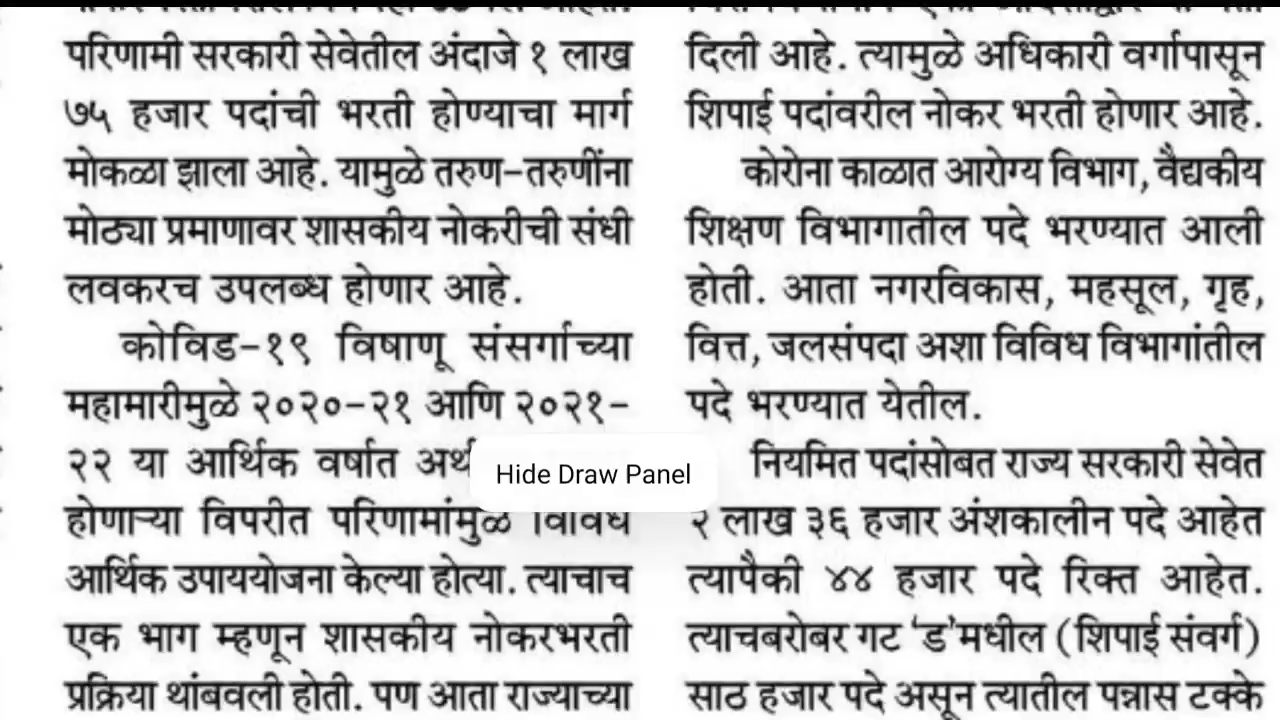 परिणामी सरकारी सेवेतील अंदाजे १ लाख
७५ हजार पदांची भरती होण्याचा मार्ग
मोकळा झाला आहे. यामुळे तरुण-तरुणींना
मोठ्या प्रमाणावर शासकीय नोकरीची संधी
लवकरच उपलब्ध होणार आहे.
कोविड-१९ विषाणू संसर्गाच्या
महामारीमुळे २०२०-२१ आणि २०२१-
२२ या आर्थिक वर्षात
होणाऱ्या विपरीत परिणामांमुळे विविध
आर्थिक उपाययोजना केल्या होत्या. त्याचाच
एक भाग म्हणून शासकीय नोकरभरती
प्रक्रिया थांबवली होती. पण आता राज्याच्या
दिली आहे. त्यामुळे अधिकारी वर्गापासून
शिपाई पदांवरील नोकर भरती होणार आहे.
कोरोना काळात आरोग्य विभाग, वैद्यकीय
शिक्षण विभागातील पदे भरण्यात आली
होती. आता नगरविकास, महसूल, गृह,
वित्त, जलसंपदा अशा विविध विभागांतील
पदे भरण्यात येतील.
नियमित पदांसोबत राज्य सरकारी सेवेत
२ लाख ३६ हजार अंशकालीन पदे आहेत
त्यापैकी ४४ हजार पदे रिक्त आहेत.
त्याचबरोबर गट 'ड'मधील (शिपाई संवर्ग)
साठ हजार पदे असून त्यातील पन्नास टक्के
Hide Draw Panel